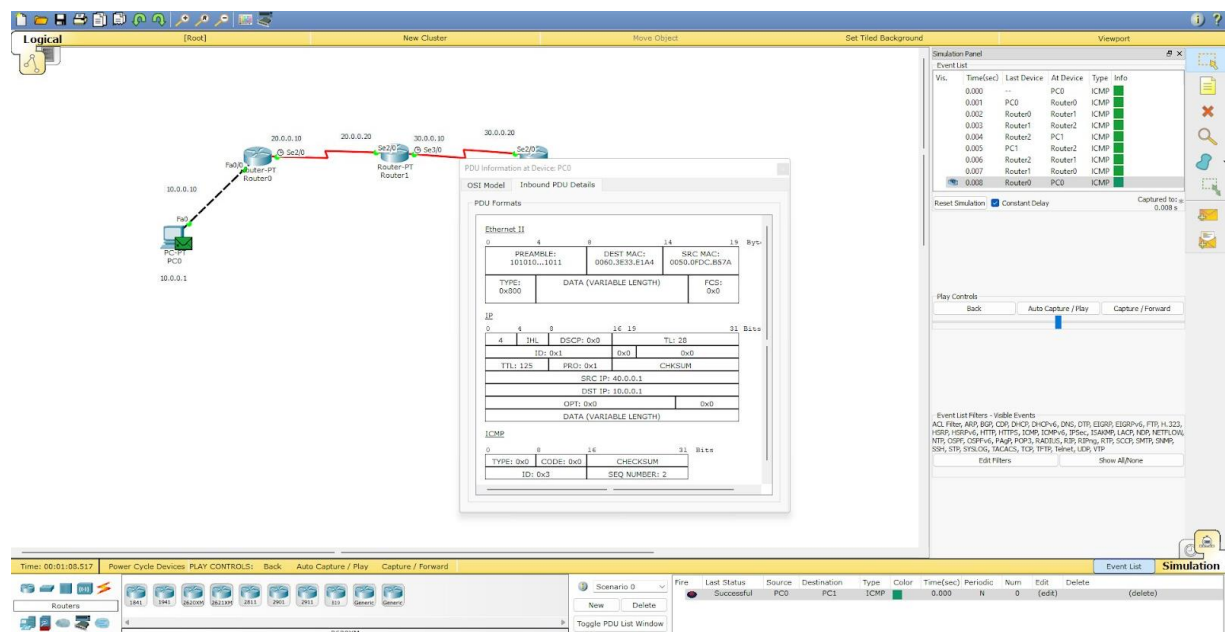 Logical
[Root]
New Cluster
Move Object
Set Tiled Background
Viewport
20.0.0.10
20.0.0.20
30.0.0.10
30.0.0.20
Fa0/0
Se2/0
Se2/0
Se3/0
Se2/0
Router-PT
Router0
Router-PT
Router1
10.0.0.10
Fa0
PC-PT
PC0
10.0.0.1
PDU Information at Device: PC0
OSI Model Inbound PDU Details
PDU Formats
Ethernet II
0 4 8 14 19
PREAMBLE: DEST MAC: SRC MAC:
101010...1011 0060.3E33.E1A4 0050.0FDC.B57A
TYPE: DATA (VARIABLE LENGTH) FCS:
0x800 0x0
IP
0 4 8 16 19 31 Bits
4 IHL DSCP: 0x0 TL: 28
ID: 0x1 0x0 0x0
TTL: 125 PRO: 0x1 CHKSUM
SRC IP: 40.0.0.1
DST IP: 10.0.0.1
OPT: 0x0 0x0
DATA (VARIABLE LENGTH)
ICMP
0 8 16 31 Bits
TYPE: 0x0 CODE: 0x0 CHECKSUM
ID: 0x3 SEQ NUMBER: 2
Simulation Panel
Event List
Vis. Time(sec) Last Device At Device Type Info
0.000 -- PC0 ICMP
0.001 PC0 Router0 ICMP
0.002 Router0 Router1 ICMP
0.003 Router1 Router2 ICMP
0.004 Router2 PC1 ICMP
0.005 PC1 Router2 ICMP
0.006 Router2 Router1 ICMP
0.007 Router1 Router0 ICMP
0.008 Router0 PC0 ICMP
Reset Simulation Constant Delay Captured to:
0.008 s
Play Controls
Back Auto Capture / Play Capture / Forward
Event List Filters - Visible Events
ACL Filter, ARP, BGP, CDP, DHCP, DHCPv6, DNS, DTP, EIGRP, EIGRPv6, FTP, H.323,
HSRP, HSRPv6, HTTP, HTTPS, ICMP, ICMPv6, IPSec, ISAKMP, LACP, NDP, NETFLOW,
NTP, OSPF, OSPFv6, PAgP, POP3, RADIUS, RIP, RIPng, RTP, SCCP, SMTP, SNMP,
SSH, STP, SYSLOG, TACACS, TCP, TFTP, Telnet, UDP, VTP
Edit Filters Show All/None
Time: 00:01:08.517 Power Cycle Devices PLAY CONTROLS: Back Auto Capture / Play Capture / Forward
Event List Simulation
Routers
1841 1941 2620XM 2621XM 2811 2901 2911 819 Generic Generic
Scenario 0
New Delete
Toggle PDU List Window
Fire Last Status Source Destination Type Color Time(sec) Periodic Num Edit Delete
Successful PC0 PC1 ICMP 0.000 N 0 (edit) (delete)